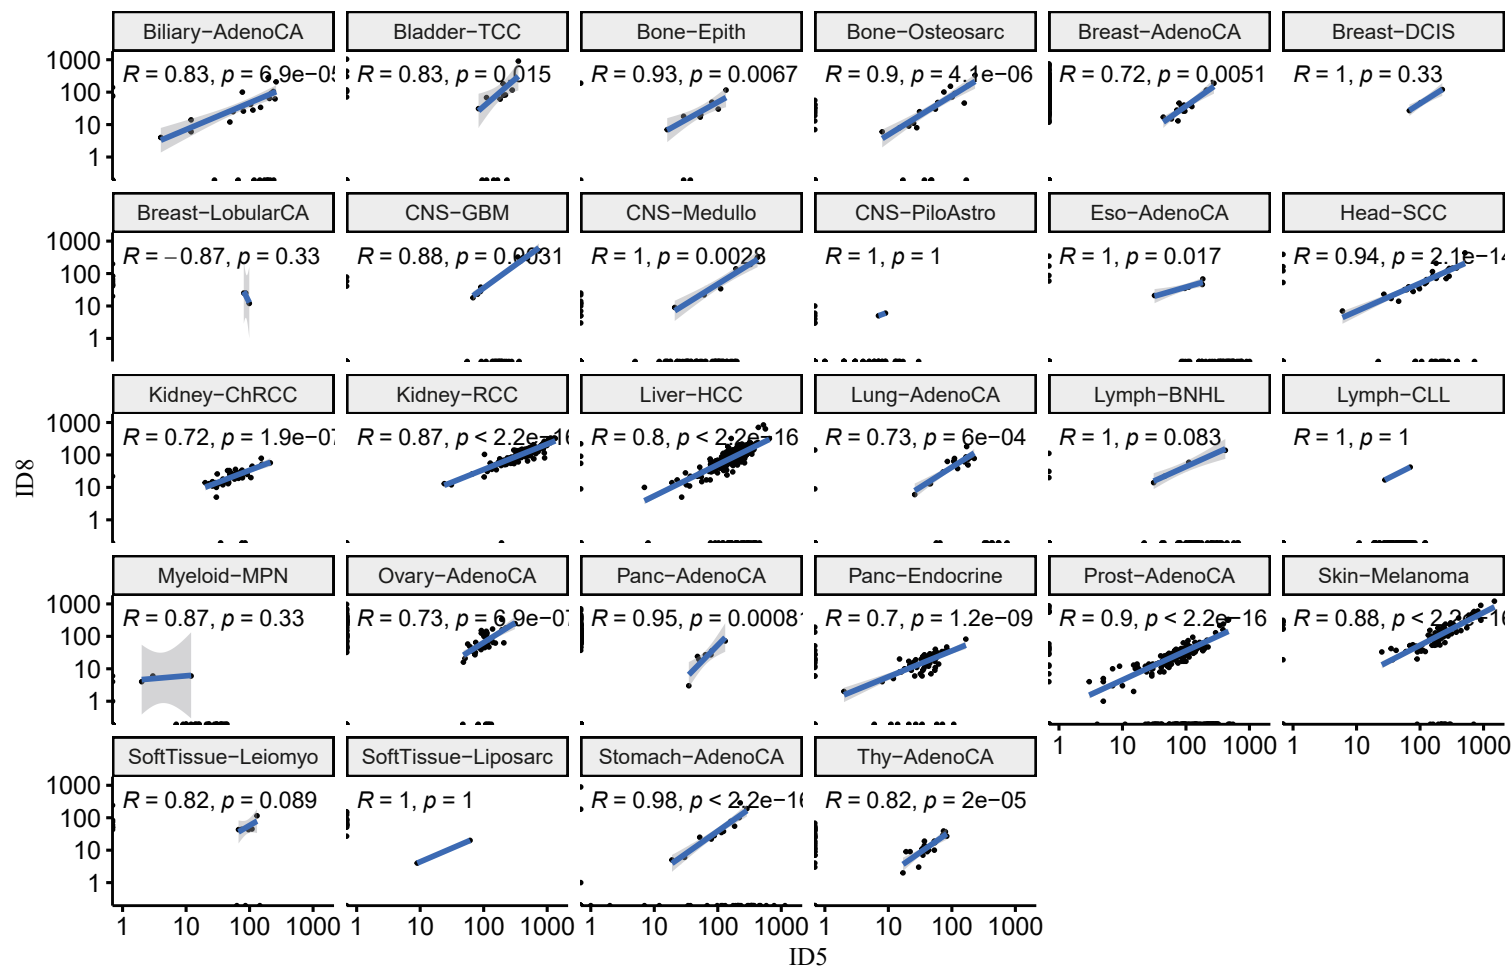 Biliary−AdenoCA Bladder−TCC Bone−Epith Bone−Osteosarc Breast−AdenoCA Breast−DCIS
1000 R = 0.83, p = 6.9e−05 R = 0.83, p = 0.015 R = 0.93, p = 0.0067 R = 0.9, p = 4.1e−06 R = 0.72, p = 0.0051 R = 1, p = 0.33
100
10
1
Breast−LobularCA CNS−GBM CNS−Medullo CNS−PiloAstro Eso−AdenoCA Head−SCC
1000 R = −0.87, p = 0.33 R = 0.88, p = 0.0031 R = 1, p = 0.0028 R = 1, p = 1 R = 1, p = 0.017 R = 0.94, p = 2.1e−14
100
10
1
Kidney−ChRCC Kidney−RCC Liver−HCC Lung−AdenoCA Lymph−BNHL Lymph−CLL
1000 R = 0.72, p = 1.9e−07 R = 0.87, p < 2.2e−16 R = 0.8, p < 2.2e−16 R = 0.73, p = 6e−04 R = 1, p = 0.083 R = 1, p = 1
100
10
1
ID8
Myeloid−MPN Ovary−AdenoCA Panc−AdenoCA Panc−Endocrine Prost−AdenoCA Skin−Melanoma
1000 R = 0.87, p = 0.33 R = 0.73, p = 6.9e−07 R = 0.95, p = 0.00081 R = 0.7, p = 1.2e−09 R = 0.9, p < 2.2e−16 R = 0.88, p < 2.2e−16
100
10
1
1 10 100 1000 1 10 100 1000
SoftTissue−Leiomyo SoftTissue−Liposarc Stomach−AdenoCA Thy−AdenoCA
1000 R = 0.82, p = 0.089 R = 1, p = 1 R = 0.98, p < 2.2e−16 R = 0.82, p = 2e−05
100
10
1
1 10 100 1000 1 10 100 1000 1 10 100 1000 1 10 100 1000
ID5